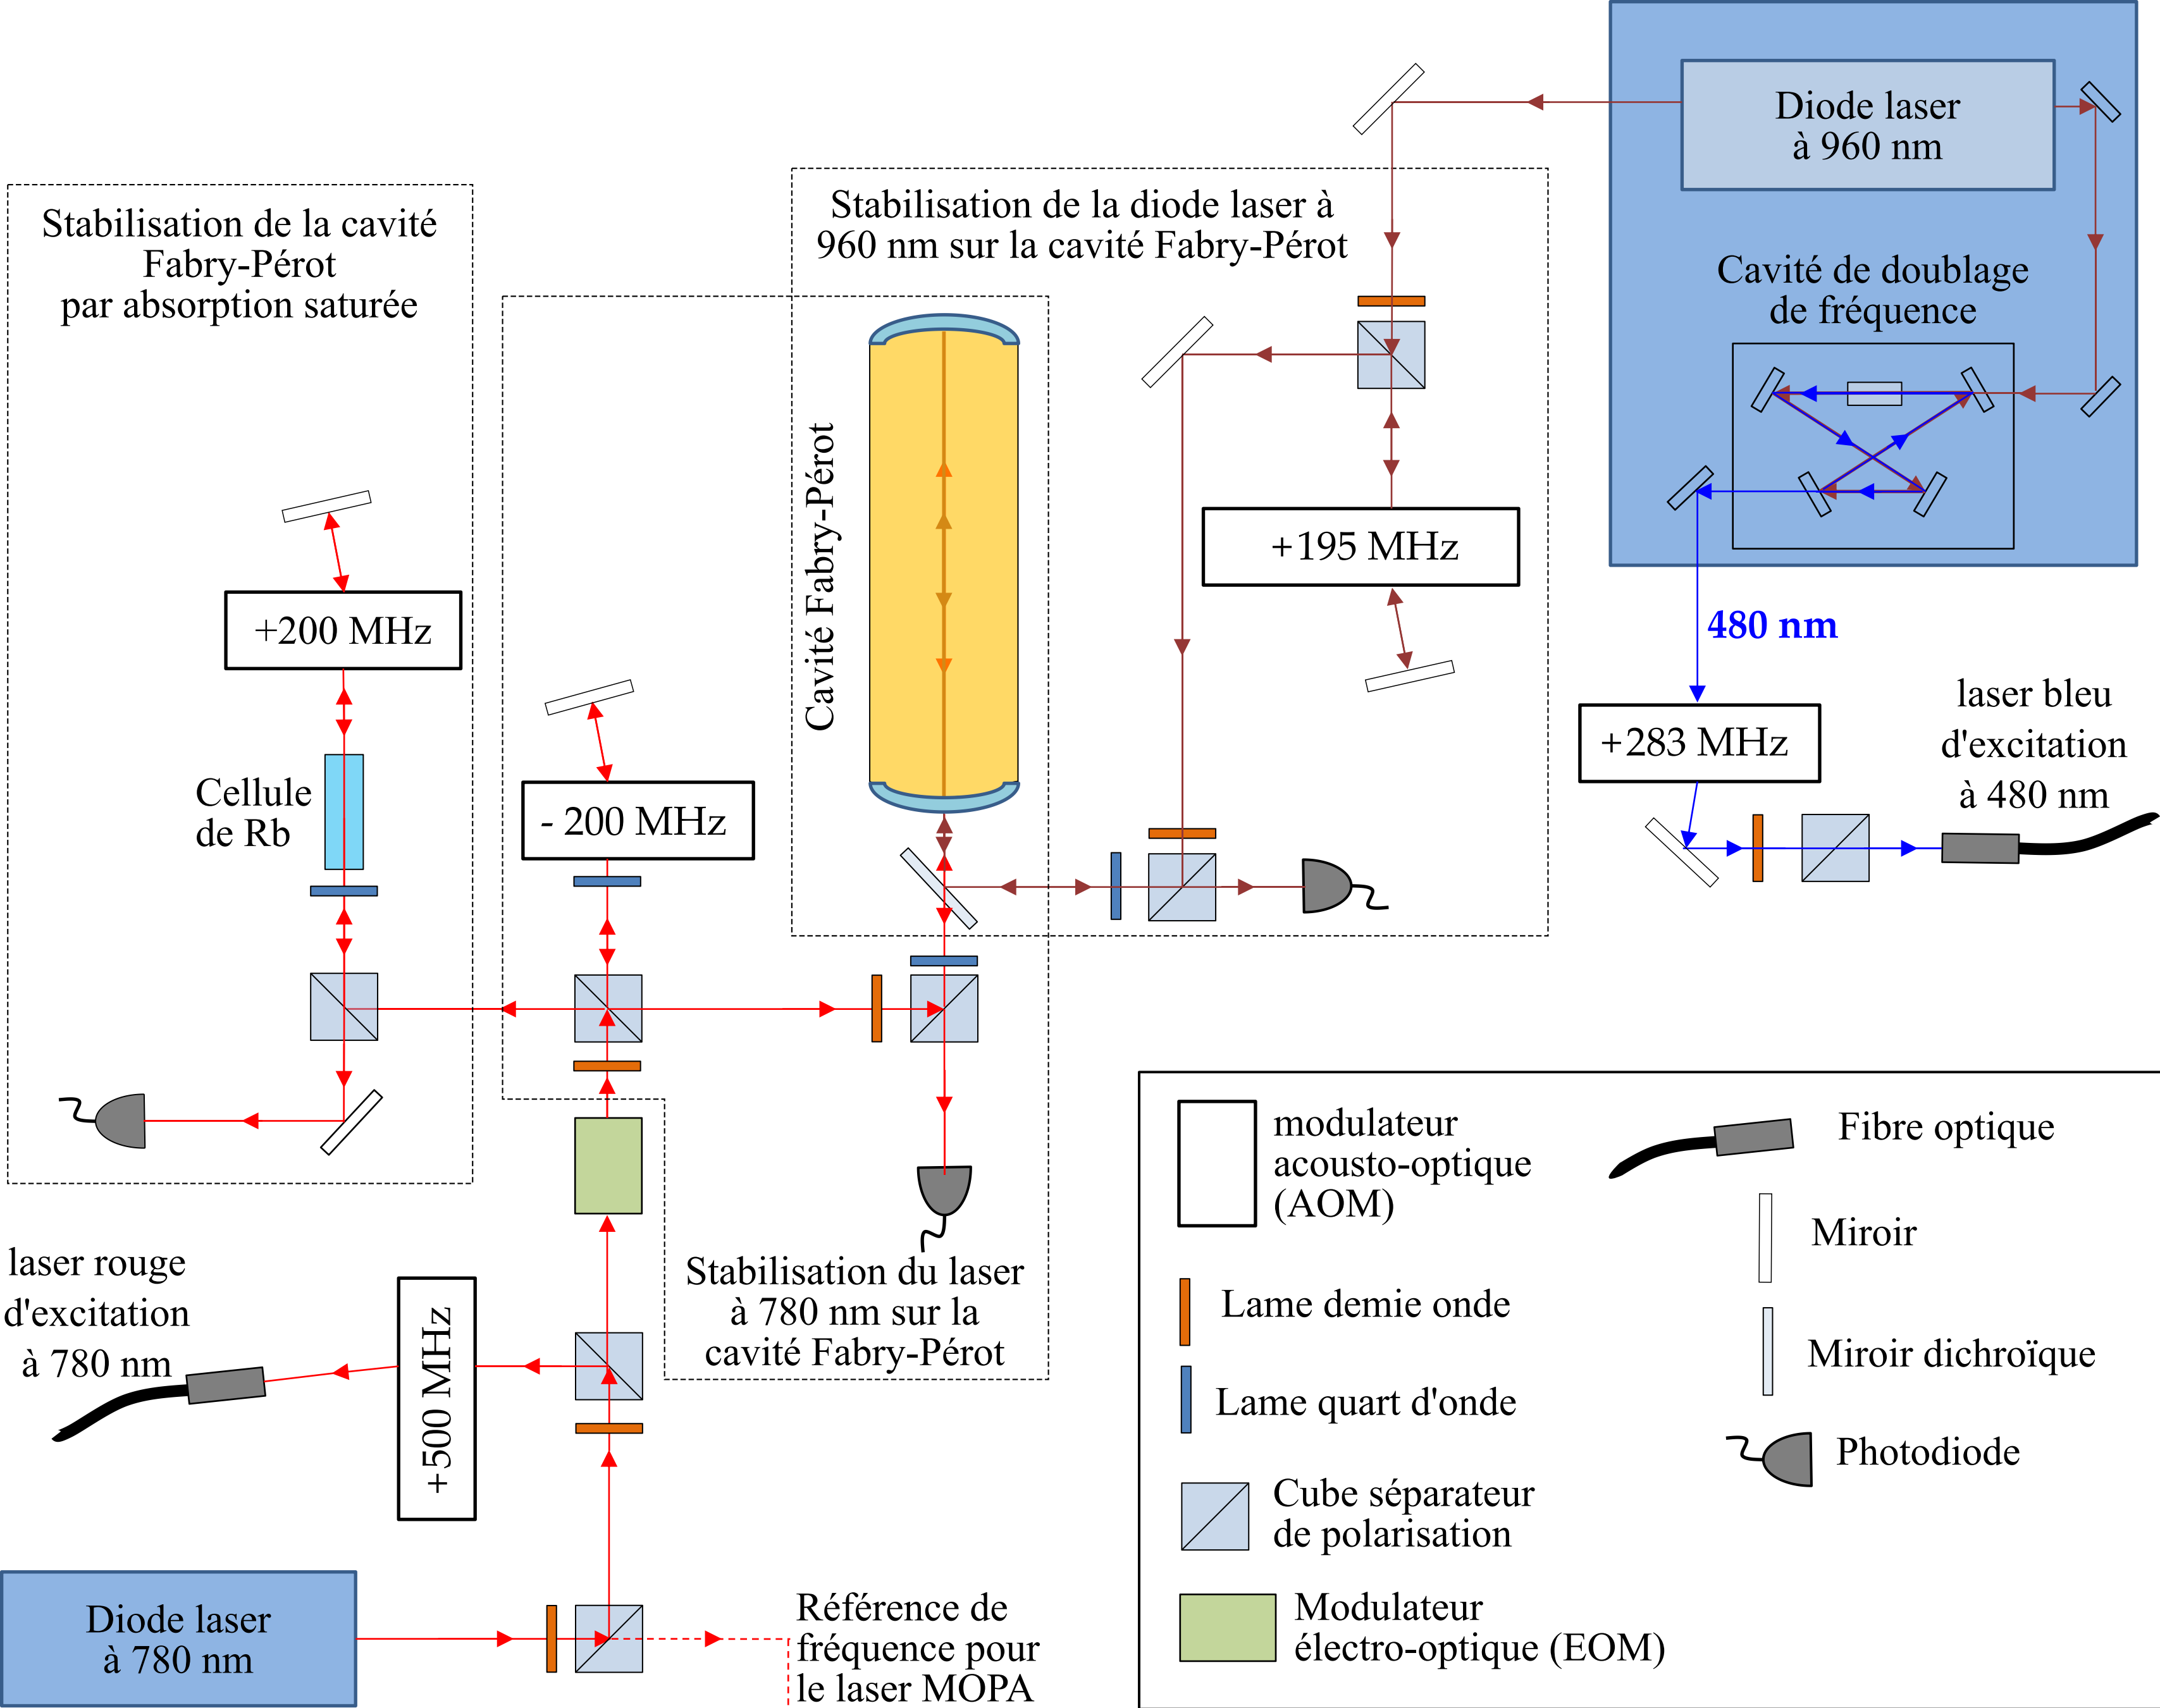 Diode laser
à 960 nm
Stabilisation de la cavité
Fabry-Pérot
par absorption saturée
Stabilisation de la diode laser à
960 nm sur la cavité Fabry-Pérot
Cavité de doublage
de fréquence
Cavité Fabry-Pérot
+195 MHz
+200 MHz
480 nm
Cellule
de Rb
- 200 MHz
+283 MHz
laser bleu
d'excitation
à 480 nm
laser rouge
d'excitation
à 780 nm
+500 MHz
Stabilisation du laser
à 780 nm sur la
cavité Fabry-Pérot
Diode laser
à 780 nm
Référence de
fréquence pour
le laser MOPA
modulateur
acousto-optique
(AOM)
Lame demie onde
Lame quart d'onde
Cube séparateur
de polarisation
Modulateur
électro-optique (EOM)
Fibre optique
Miroir
Miroir dichroïque
Photodiode